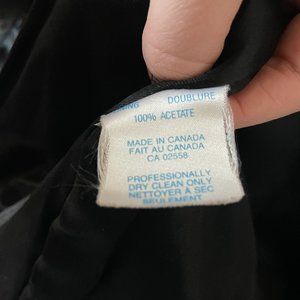 DOUBLURE
100% ACETATE
MADE IN CANADA
FAIT AU CANADA
CA 02558
PROFESSIONALLY
DRY CLEAN ONLY
NETTOYER À SEC
SEULEMENT